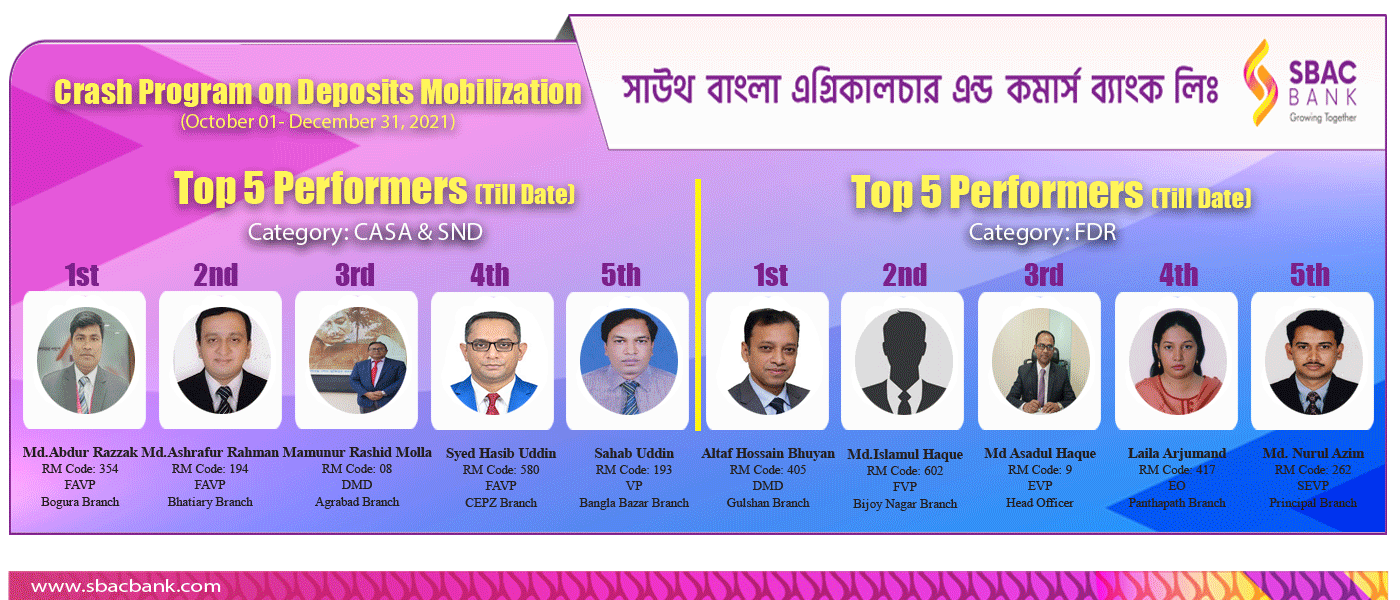 Crash Program on Deposits Mobilization
(October 01- December 31, 2021)
সাউথ বাংলা এগ্রিকালচার এন্ড কমার্স ব্যাংক লিঃ
SBAC
BANK
Growing Together
Top 5 Performers (Till Date)
Category: CASA & SND
1st 2nd 3rd 4th 5th
Md.Abdur Razzak Md.Ashrafur Rahman Mamunur Rashid Molla Syed Hasib Uddin Sahab Uddin
RM Code: 354 RM Code: 194 RM Code: 08 RM Code: 580 RM Code: 193
FAVP FAVP DMD FAVP VP
Bogura Branch Bhatiary Branch Agrabad Branch CEPZ Branch Bangla Bazar Branch
Top 5 Performers (Till Date)
Category: FDR
1st 2nd 3rd 4th 5th
Altaf Hossain Bhuyan Md.Islamul Haque Md Asadul Haque Laila Arjumand Md. Nurul Azim
RM Code: 405 RM Code: 602 RM Code: 9 RM Code: 417 RM Code: 262
DMD FVP EVP EO SEVP
Gulshan Branch Bijoy Nagar Branch Head Officer Panthapath Branch Principal Branch
www.sbacbank.com